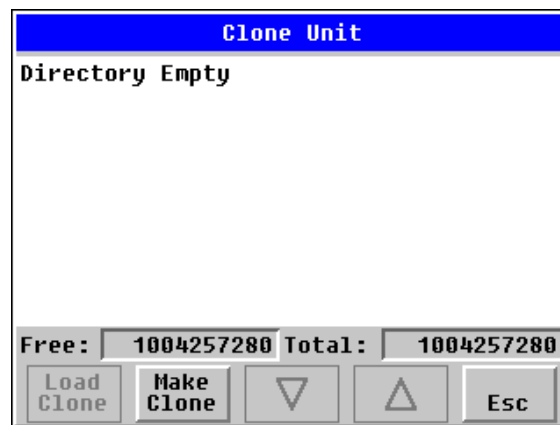 Clone Unit
Directory Empty
Free: 1004257280 Total: 1004257280
Load Clone
Make Clone
Esc